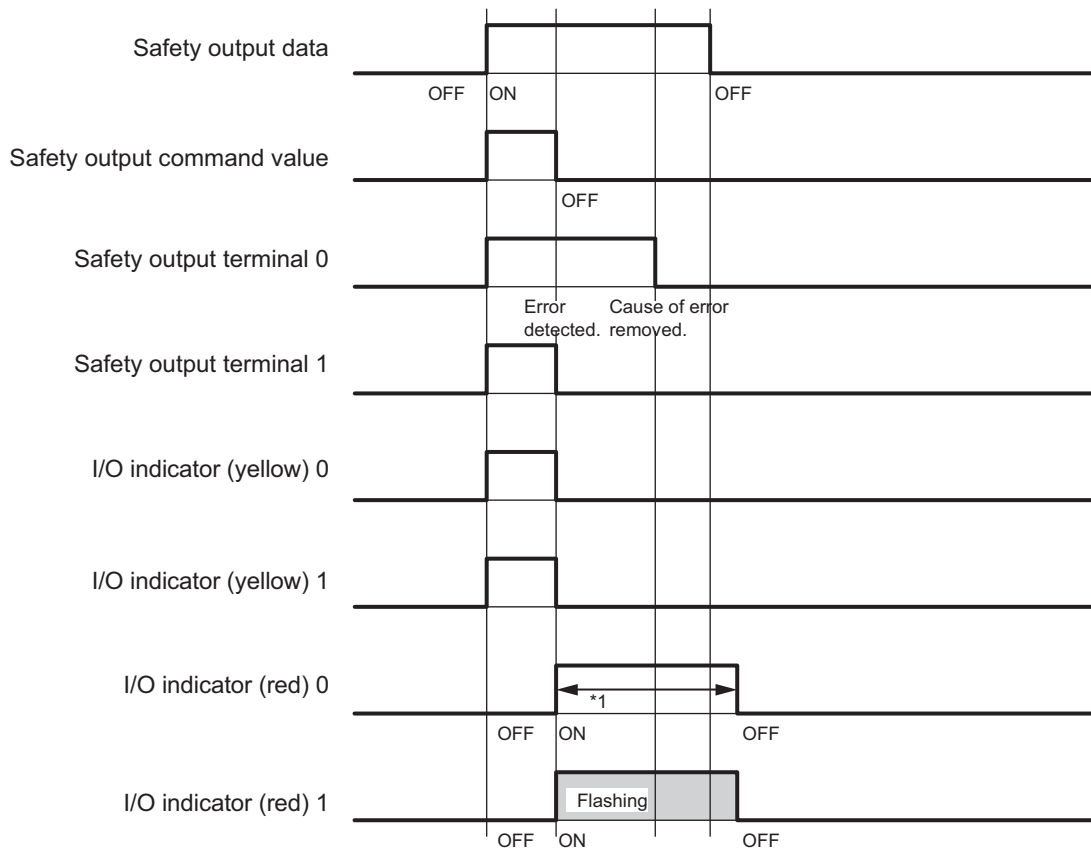 Safety output data
OFF ON OFF
Safety output command value
OFF
Safety output terminal 0
Error Cause of error
detected. removed.
Safety output terminal 1
I/O indicator (yellow) 0
I/O indicator (yellow) 1
I/O indicator (red) 0
*1
OFF ON OFF
I/O indicator (red) 1
Flashing
OFF ON OFF